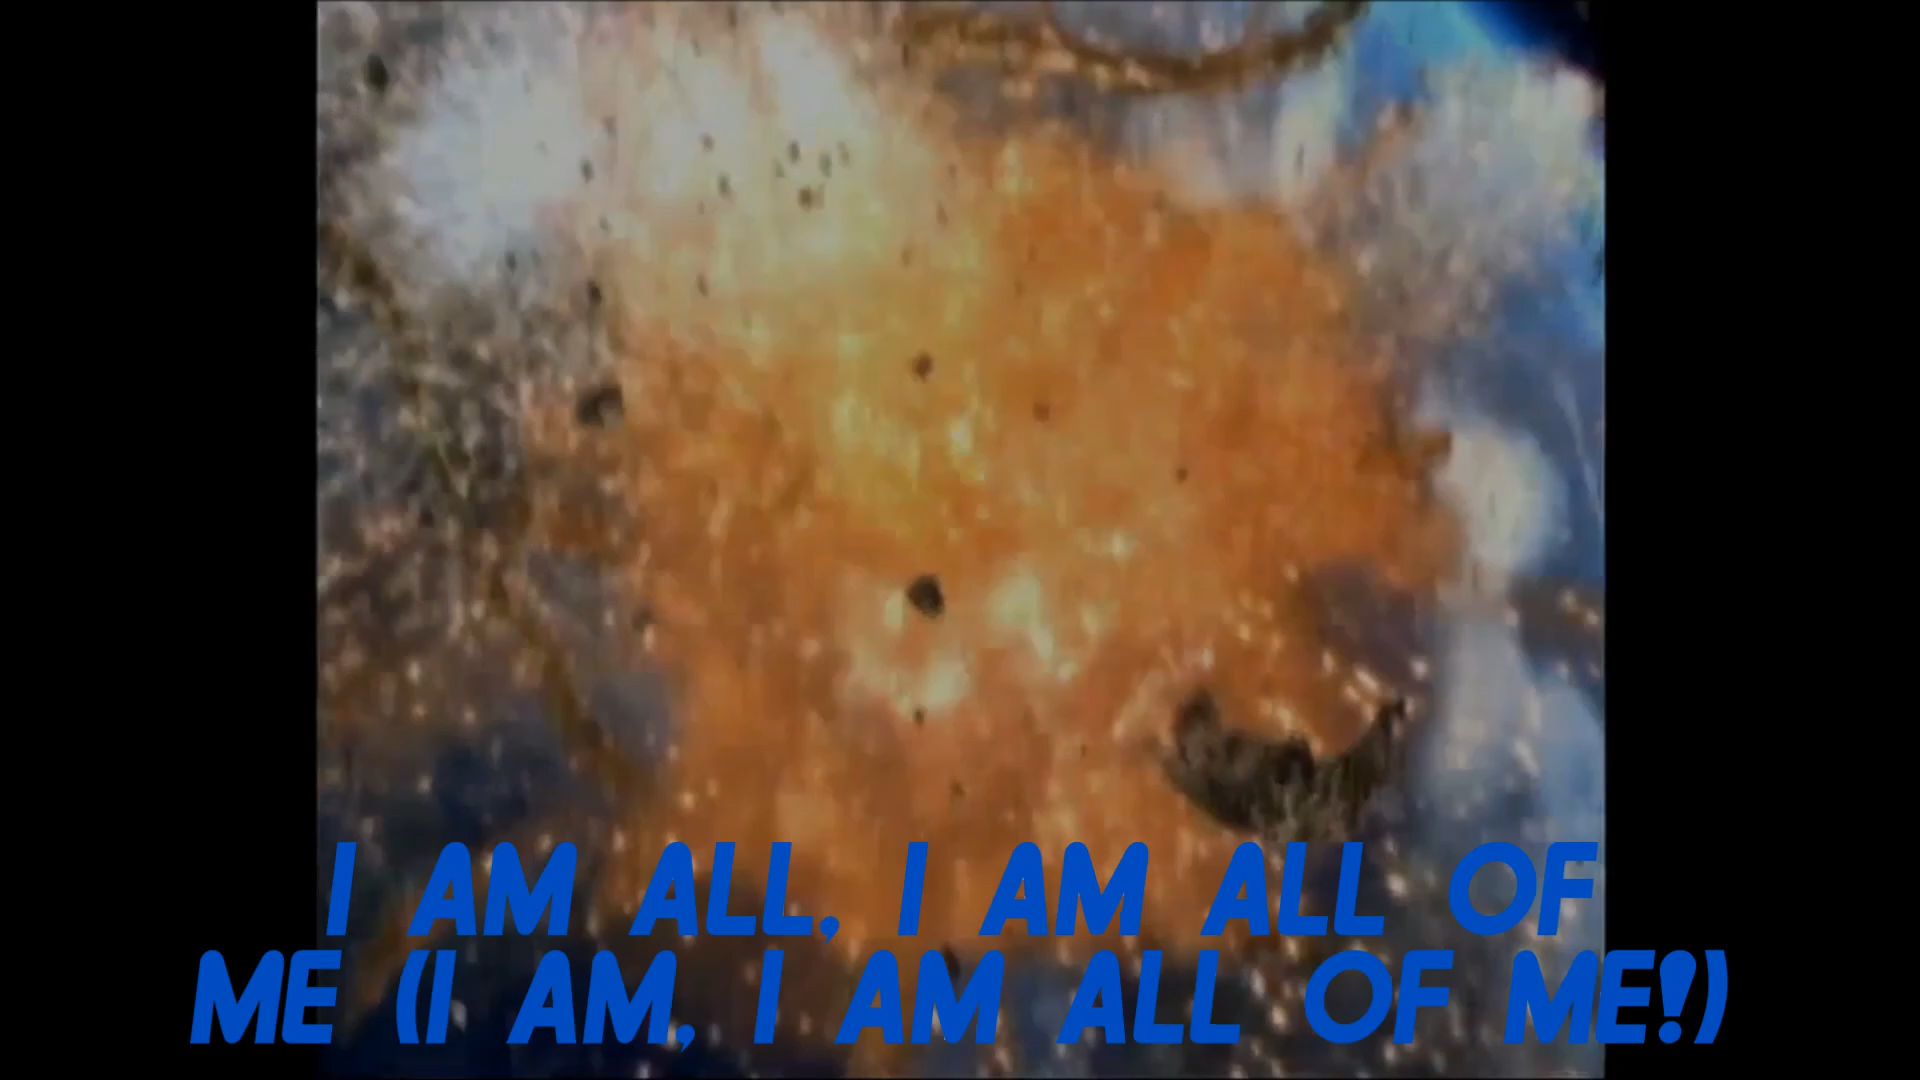 I AM ALL, I AM ALL OF
ME (I AM, I AM ALL OF ME!)